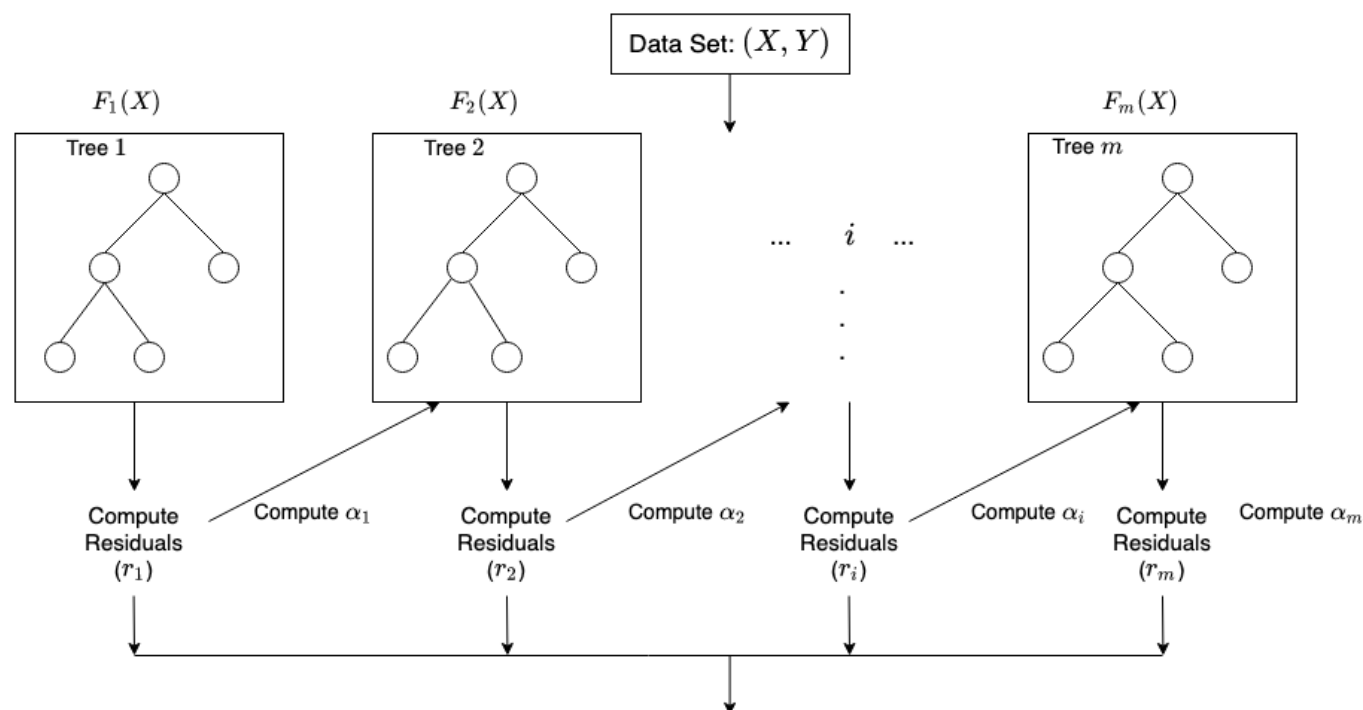 Data Set: (X, Y)
F₁(X)
F₂(X)
Fₘ(X)
Tree 1
Tree 2
Tree m
... i ...
.
.
.
Compute
Residuals
(r₁)
Compute α₁
Compute
Residuals
(r₂)
Compute α₂
Compute
Residuals
(rᵢ)
Compute αᵢ
Compute
Residuals
(rₘ)
Compute αₘ